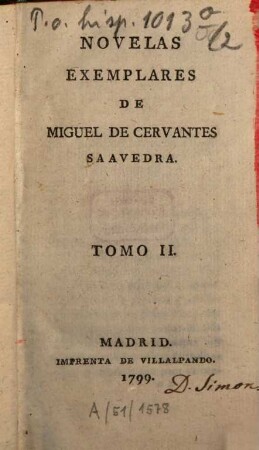 P. o. hisp. 1013 a/2
NOVELAS
EXEMPLARES
DE
MIGUEL DE CERVANTES
SAAVEDRA.
TOMO II.
MADRID.
IMPRENTA DE VILLALPANDO.
1799.
D. Simon
A/51/1578